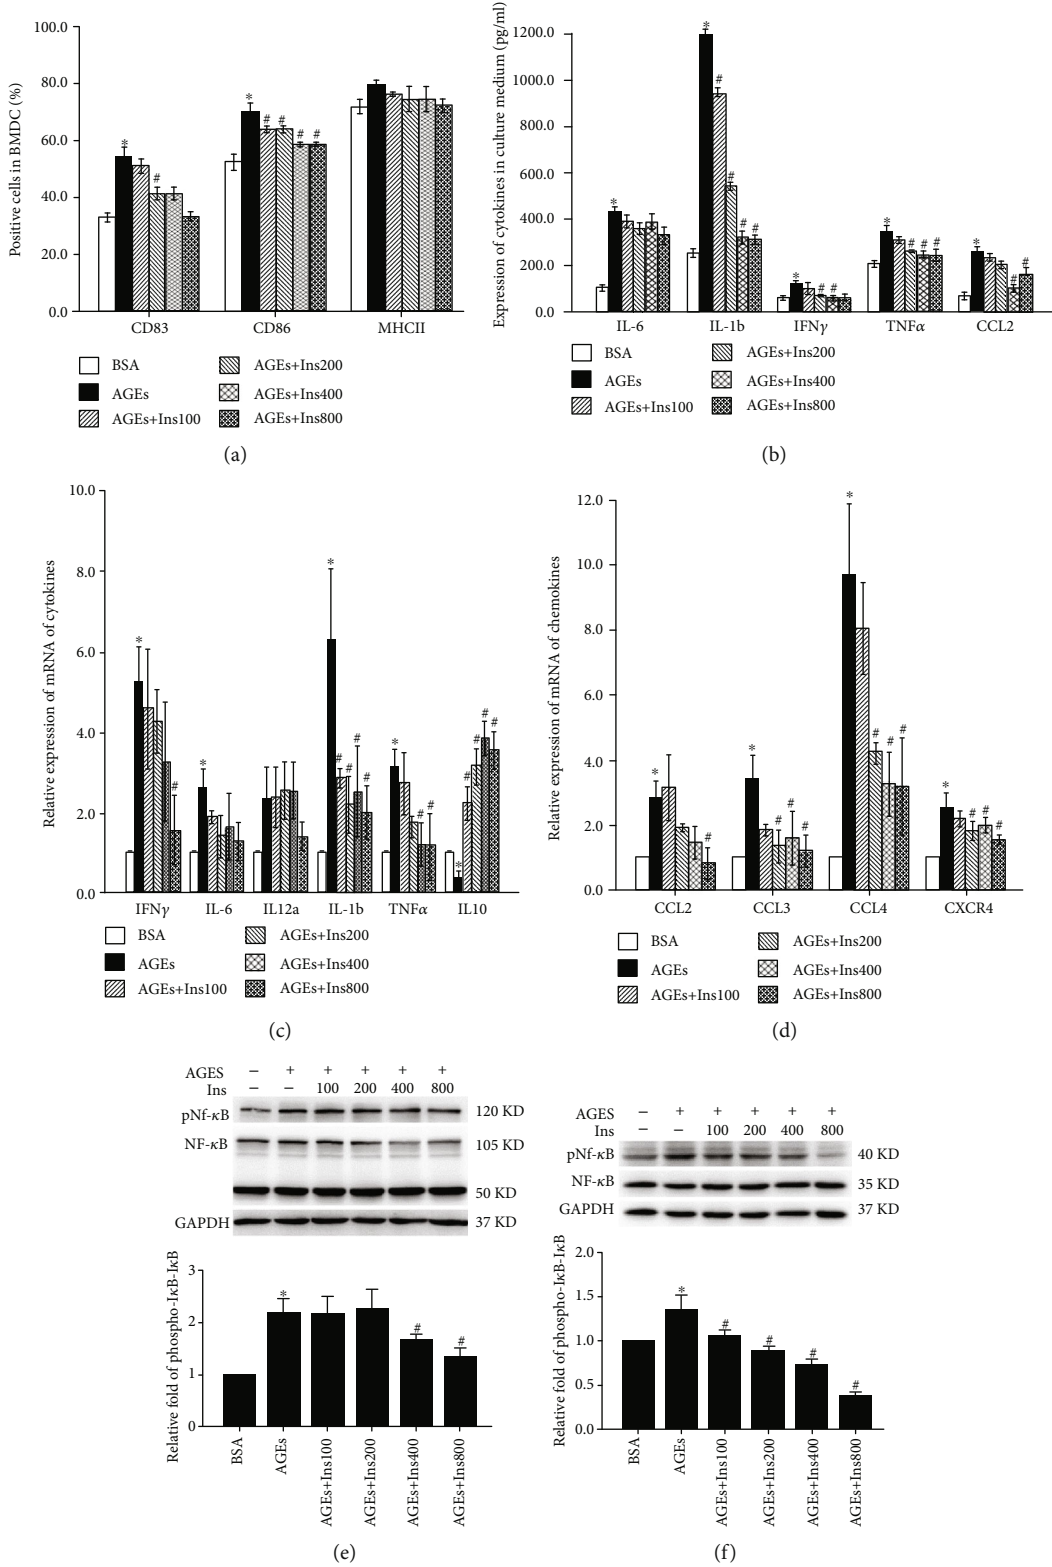 100.0
80.0
60.0
40.0
20.0
0.0
Positive cells in BMDC (%)
*
#
*
# # # #
CD83 CD86 MHCII
BSA
AGEs
AGEs+Ins100
AGEs+Ins200
AGEs+Ins400
AGEs+Ins800
(a)
1200.0
1000.0
800.0
600.0
400.0
200.0
0.0
Expression of cytokines in culture medium (pg/ml)
*
* # # # #
* # #
* # # #
* # #
IL-6 IL-1b IFNγ TNFα CCL2
BSA
AGEs
AGEs+Ins100
AGEs+Ins200
AGEs+Ins400
AGEs+Ins800
(b)
10.0
8.0
6.0
4.0
2.0
0.0
Relative expression of mRNA of cytokines
* #
*
* # # # #
* # #
* # # # #
IFNγ IL-6 IL12a IL-1b TNFα IL10
BSA
AGEs
AGEs+Ins100
AGEs+Ins200
AGEs+Ins400
AGEs+Ins800
(c)
12.0
10.0
8.0
6.0
4.0
2.0
0.0
Relative expression of mRNA of chemokines
* #
* # # #
* # # #
* # # #
CCL2 CCL3 CCL4 CXCR4
BSA
AGEs
AGEs+Ins100
AGEs+Ins200
AGEs+Ins400
AGEs+Ins800
(d)
AGES − + + + + +
Ins − − 100 200 400 800
pNf-κB 120 KD
NF-κB 105 KD
50 KD
GAPDH 37 KD
3
2
1
0
Relative fold of phospho-IκB-IκB
* # #
BSA
AGEs
AGEs+Ins100
AGEs+Ins200
AGEs+Ins400
AGEs+Ins800
(e)
AGES − + + + + +
Ins − − 100 200 400 800
pNf-κB 40 KD
NF-κB 35 KD
GAPDH 37 KD
2.0
1.5
1.0
0.5
0.0
Relative fold of phospho-IκB-IκB
* # # # #
BSA
AGEs
AGEs+Ins100
AGEs+Ins200
AGEs+Ins400
AGEs+Ins800
(f)